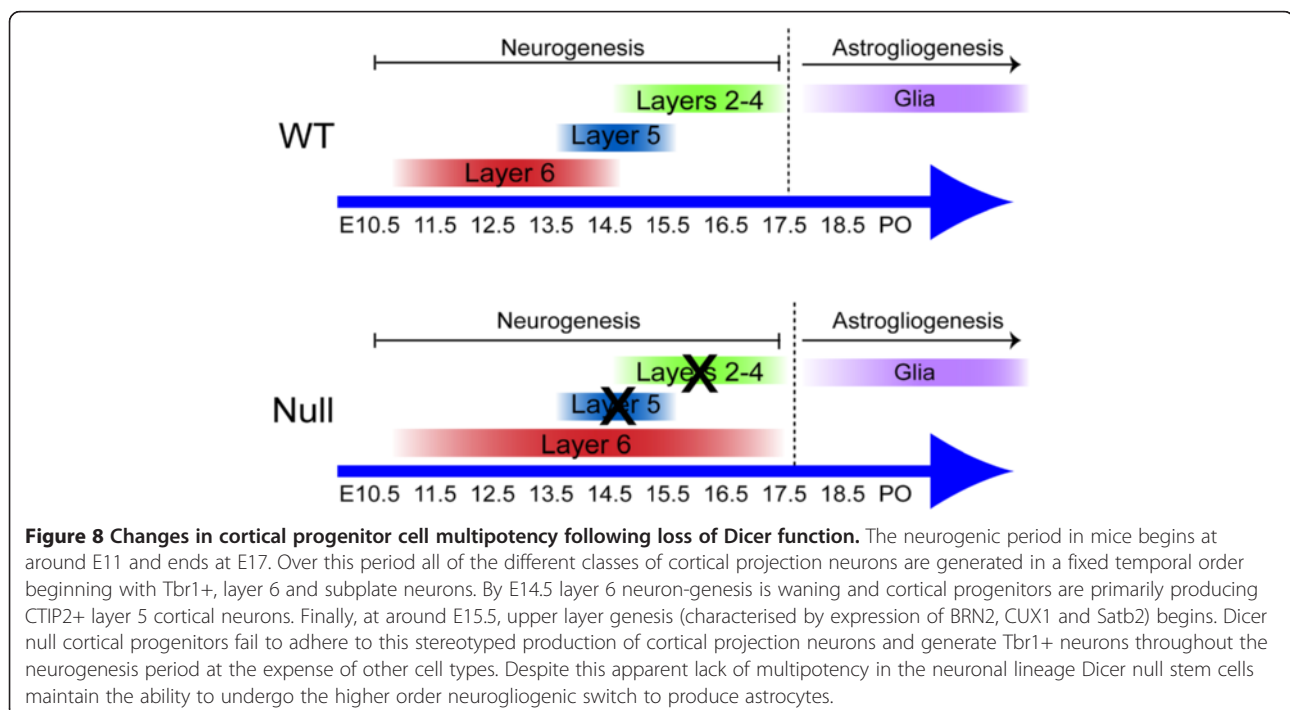 Neurogenesis
Astrogliogenesis
Layers 2-4
Glia
WT
Layer 5
Layer 6
E10.5 11.5 12.5 13.5 14.5 15.5 16.5 17.5 18.5 PO
Neurogenesis
Astrogliogenesis
Layers 2-4
Glia
Null
Layer 5
Layer 6
E10.5 11.5 12.5 13.5 14.5 15.5 16.5 17.5 18.5 PO
Figure 8 Changes in cortical progenitor cell multipotency following loss of Dicer function. The neurogenic period in mice begins at
around E11 and ends at E17. Over this period all of the different classes of cortical projection neurons are generated in a fixed temporal order
beginning with Tbr1+, layer 6 and subplate neurons. By E14.5 layer 6 neuron-genesis is waning and cortical progenitors are primarily producing
CTIP2+ layer 5 cortical neurons. Finally, at around E15.5, upper layer genesis (characterised by expression of BRN2, CUX1 and Satb2) begins. Dicer
null cortical progenitors fail to adhere to this stereotyped production of cortical projection neurons and generate Tbr1+ neurons throughout the
neurogenesis period at the expense of other cell types. Despite this apparent lack of multipotency in the neuronal lineage Dicer null stem cells
maintain the ability to undergo the higher order neurogliogenic switch to produce astrocytes.